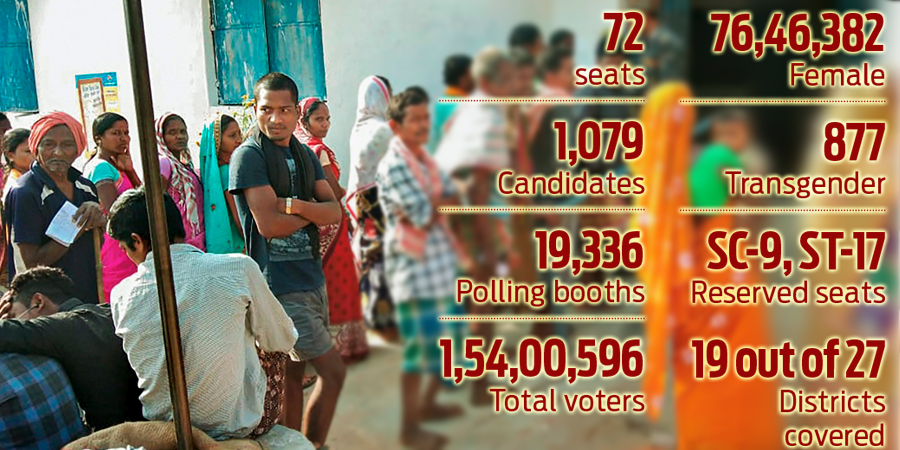 72
seats
1,079
Candidates
19,336
Polling booths
1,54,00,596
Total voters
76,46,382
Female
877
Transgender
SC-9, ST-17
Reserved seats
19 out of 27
Districts
covered